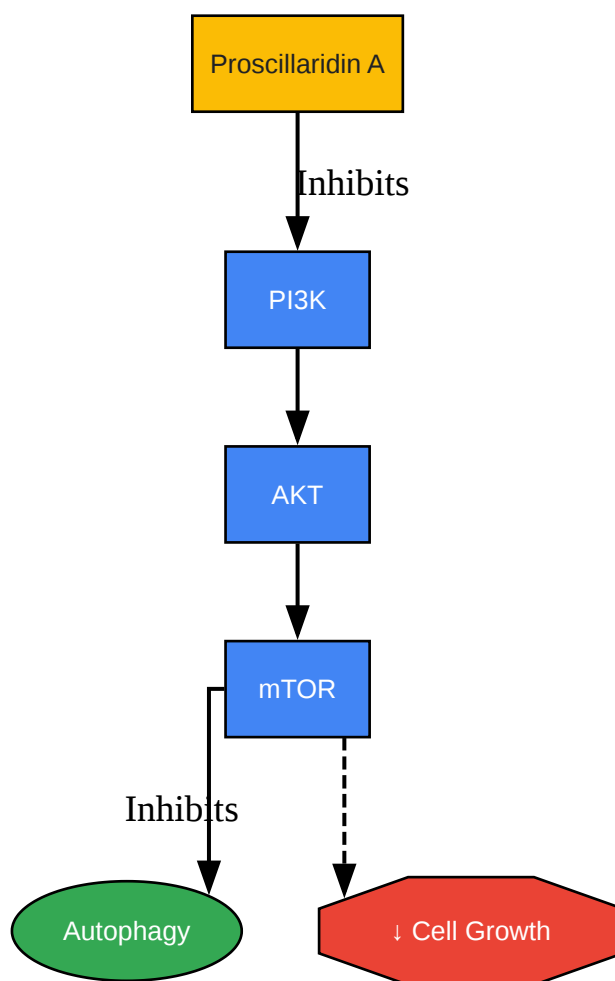 Proscillaridin A
Inhibits
PI3K
AKT
mTOR
Inhibits
Autophagy
↓ Cell Growth